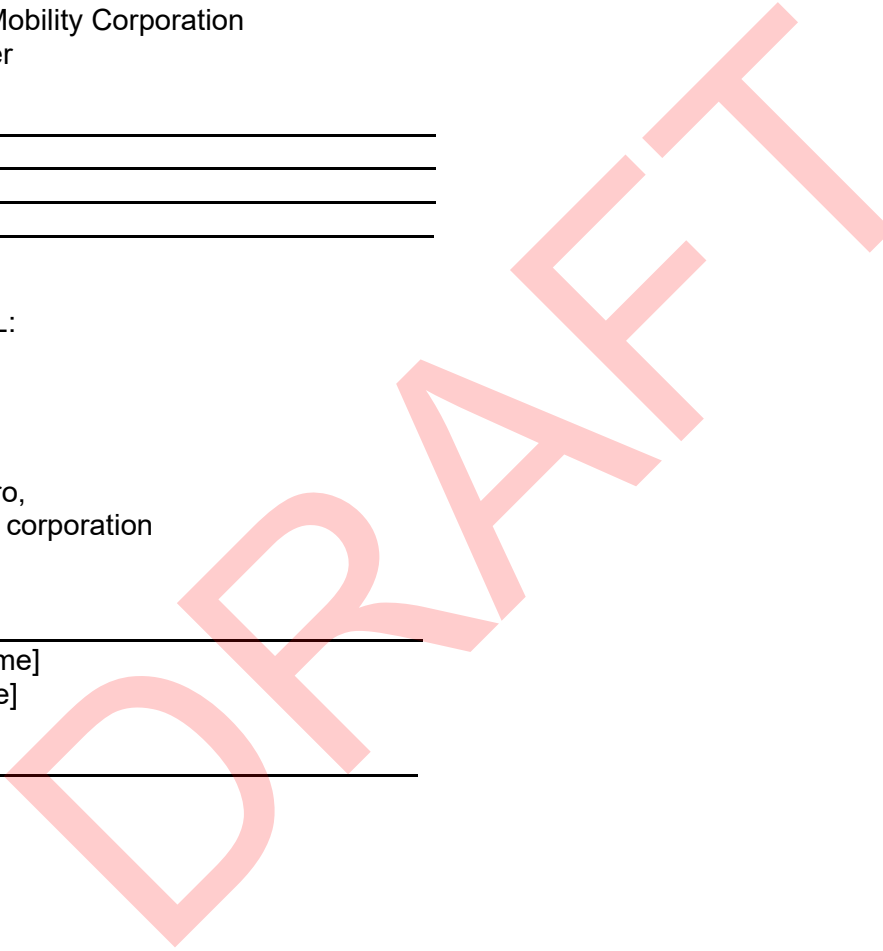 Mobility Corporation
er
L:
ro,
corporation
me]
e]
DRAFT